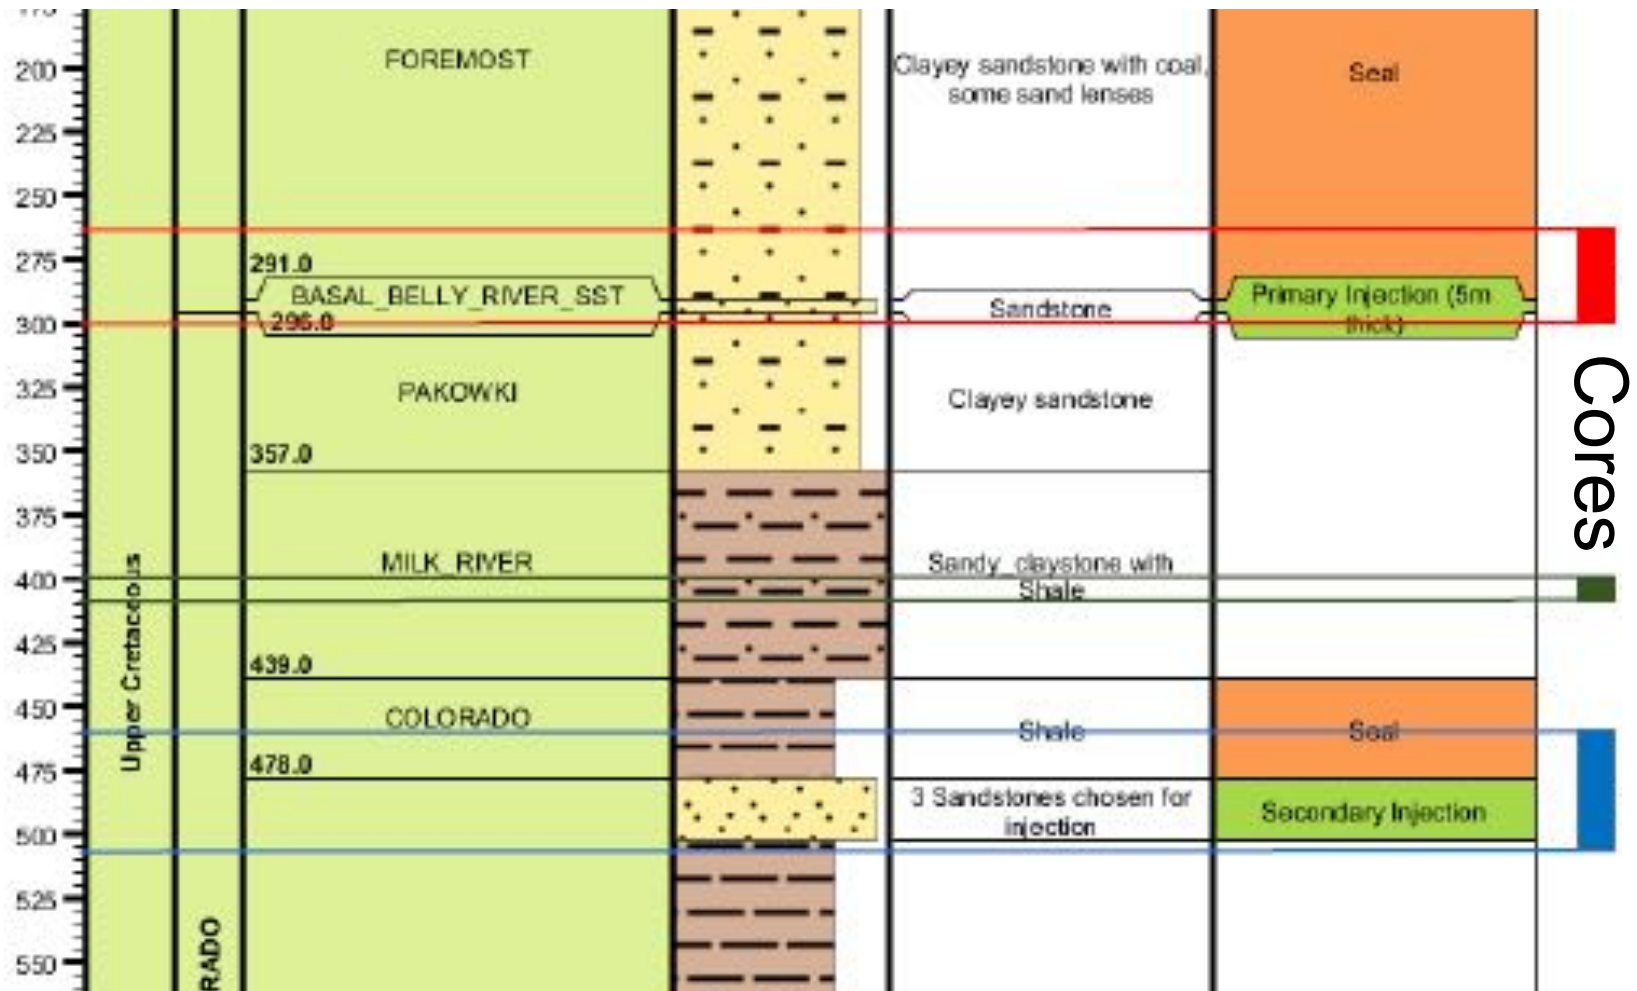 175
200
225
250
275
300
325
350
375
400
425
450
475
500
525
550
Upper Cretaceous
RADO
FOREMOST
291.0
BASAL_BELLY_RIVER_SST
296.0
PAKOWKI
357.0
MILK_RIVER
439.0
COLORADO
478.0
Clayey sandstone with coal,
some sand lenses
Sandstone
Clayey sandstone
Sandy_claystone with
Shale
Shale
3 Sandstones chosen for
injection
Seal
Primary Injection (5m
thick)
Seal
Secondary Injection
Cores